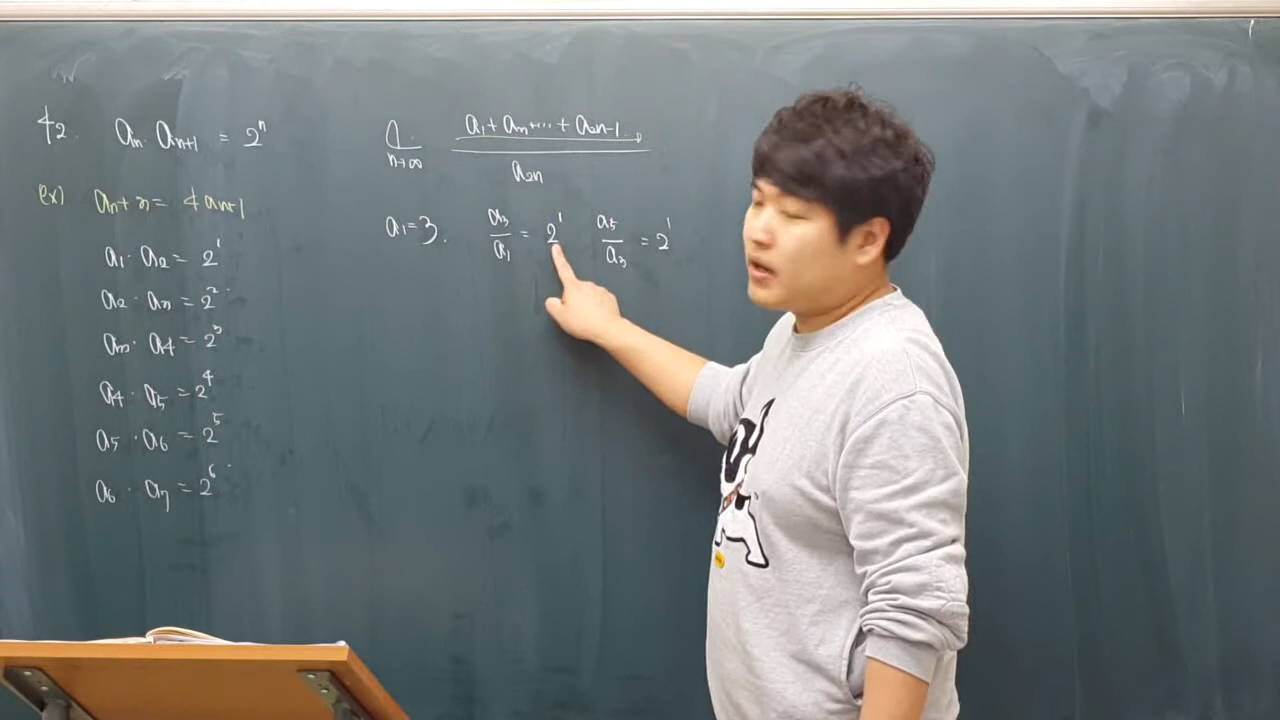 42. aₙ · aₙ₊₁ = 2ⁿ
ex) aₙ₊₂ = 4aₙ₊₁
a₁ · a₂ = 2¹
a₂ · a₃ = 2²
a₃ · a₄ = 2³
a₄ · a₅ = 2⁴
a₅ · a₆ = 2⁵
a₆ · a₇ = 2⁶
a₁ + a₃ + ··· + a₂ₙ₋₁
n→∞
a₂ₙ
a₁ = 3. a₃/a₁ = 2¹ a₅/a₃ = 2¹